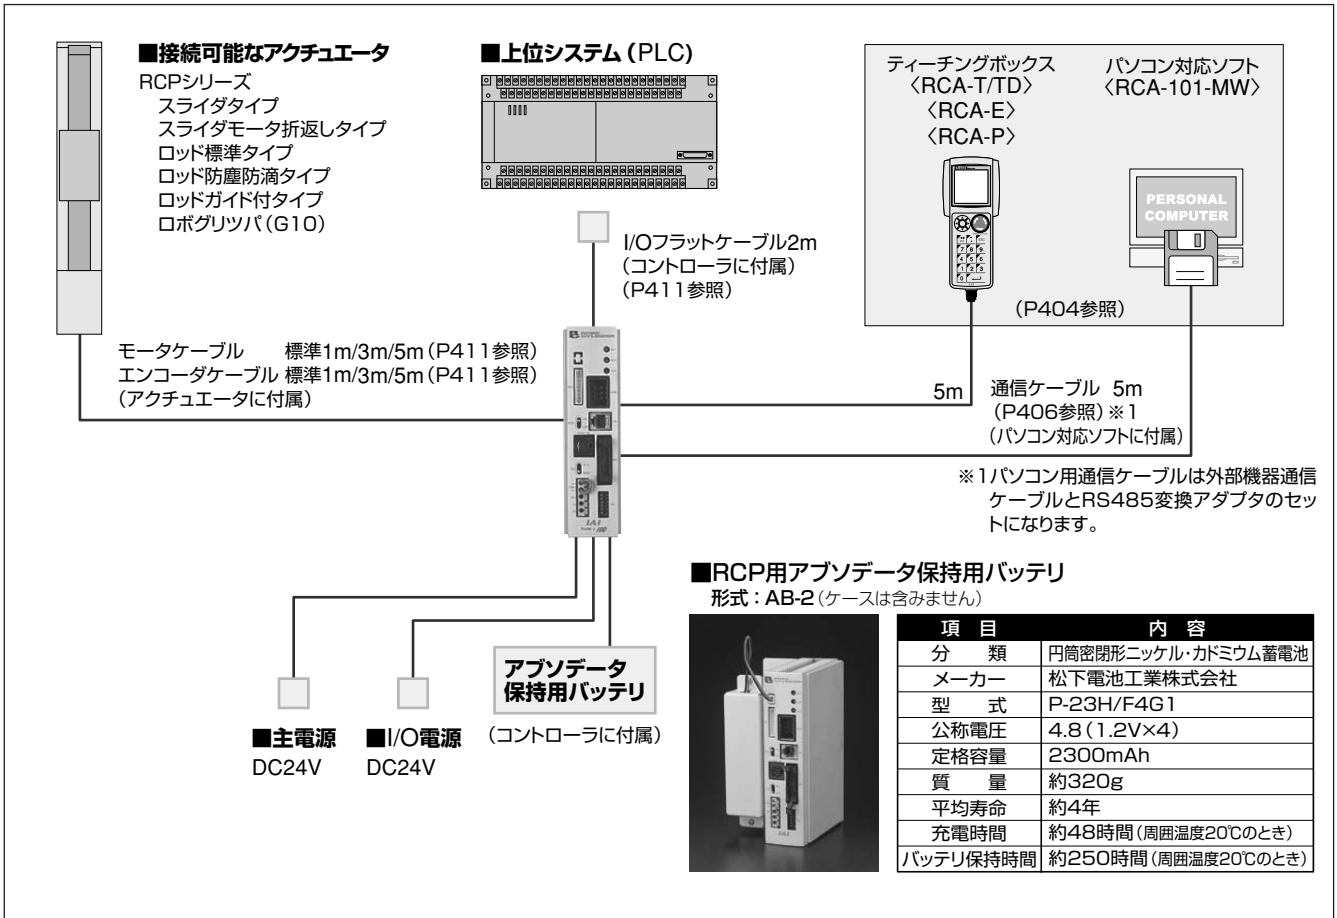 ■接続可能なアクチュエータ
RCPシリーズ
スライダタイプ
スライダモータ折返しタイプ
ロッド標準タイプ
ロッド防塵防滴タイプ
ロッドガイド付タイプ
ロボグリッパ（G10）
■上位システム（PLC）
ティーチングボックス
〈RCA-T/TD〉
〈RCA-E〉
〈RCA-P〉
パソコン対応ソフト
〈RCA-101-MW〉
PERSONAL
COMPUTER
（P404参照）
I/Oフラットケーブル2m
（コントローラに付属）
（P411参照）
モータケーブル 標準1m/3m/5m（P411参照）
エンコーダケーブル 標準1m/3m/5m（P411参照）
（アクチュエータに付属）
5m
通信ケーブル 5m
（P406参照）※1
（パソコン対応ソフトに付属）
※1パソコン用通信ケーブルは外部機器通信
ケーブルとRS485変換アダプタのセッ
トになります。
IAI
アブソデータ
保持用バッテリ
（コントローラに付属）
■主電源
DC24V
■I/O電源
DC24V
■RCP用アブソデータ保持用バッテリ
形式：AB-2（ケースは含みません）
項 目 内 容
分 類 円筒密閉形ニッケル・カドミウム蓄電池
メーカー 松下電池工業株式会社
型 式 P-23H/F4G1
公称電圧 4.8（1.2V×4）
定格容量 2300mAh
質 量 約320g
平均寿命 約4年
充電時間 約48時間（周囲温度20℃のとき）
バッテリ保持時間 約250時間（周囲温度20℃のとき）